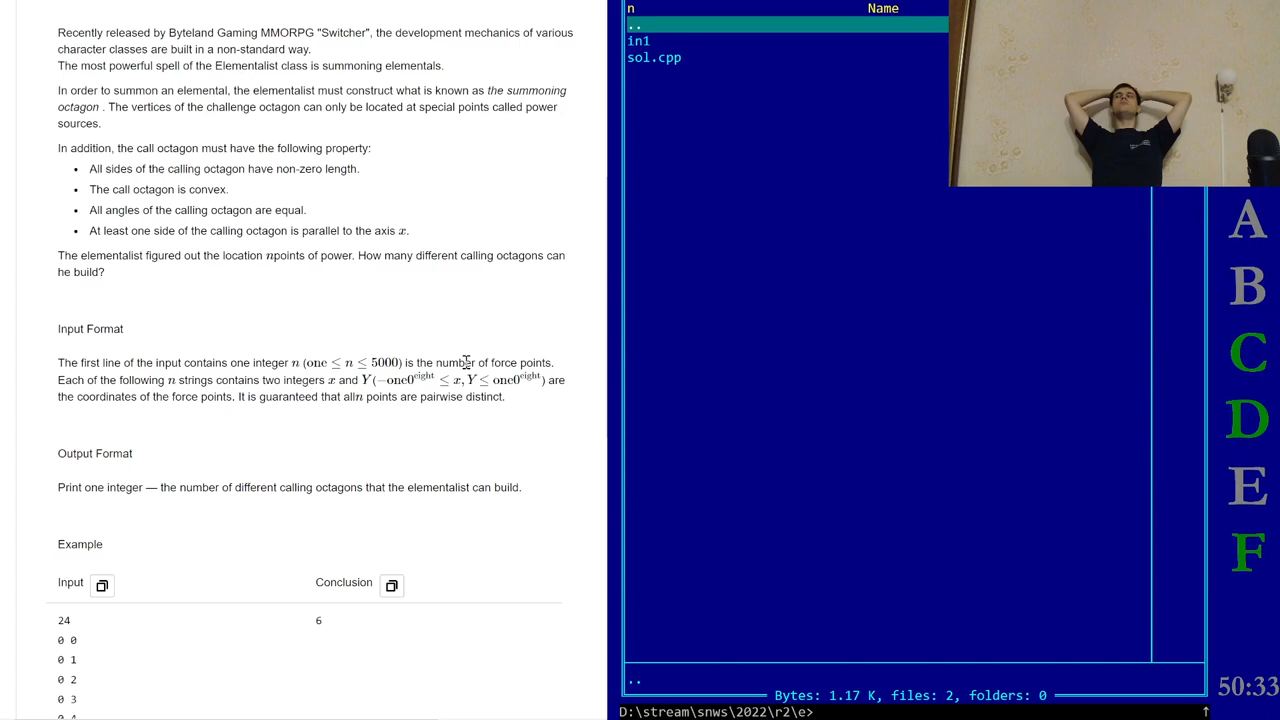 Recently released by Byteland Gaming MMORPG "Switcher", the development mechanics of various
character classes are built in a non-standard way.
The most powerful spell of the Elementalist class is summoning elementals.
In order to summon an elemental, the elementalist must construct what is known as the summoning
octagon . The vertices of the challenge octagon can only be located at special points called power
sources.
In addition, the call octagon must have the following property:
• All sides of the calling octagon have non-zero length.
• The call octagon is convex.
• All angles of the calling octagon are equal.
• At least one side of the calling octagon is parallel to the axis x.
The elementalist figured out the location npoints of power. How many different calling octagons can
he build?
Input Format
The first line of the input contains one integer n (one ≤ n ≤ 5000) is the number of force points.
Each of the following n strings contains two integers x and Y (−one0^eight ≤ x, Y ≤ one0^eight) are
the coordinates of the force points. It is guaranteed that alln points are pairwise distinct.
Output Format
Print one integer — the number of different calling octagons that the elementalist can build.
Example
Input Conclusion
24 6
0 0
0 1
0 2
0 3
0 4
n Name
..
in1
sol.cpp
..
Bytes: 1.17 K, files: 2, folders: 0
D:\stream\snws\2022\r2\e> ↑
A
B
C
D
E
F
50:33